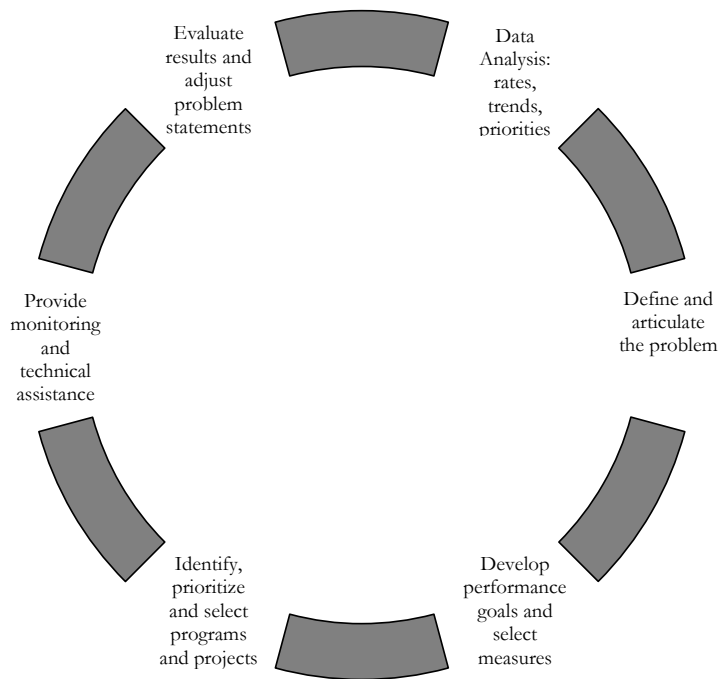 Evaluate
results and
adjust
problem
statements
Data
Analysis:
rates,
trends,
priorities
Define and
articulate
the problem
Develop
performance
goals and
select
measures
Identify,
prioritize
and select
programs
and projects
Provide
monitoring
and
technical
assistance